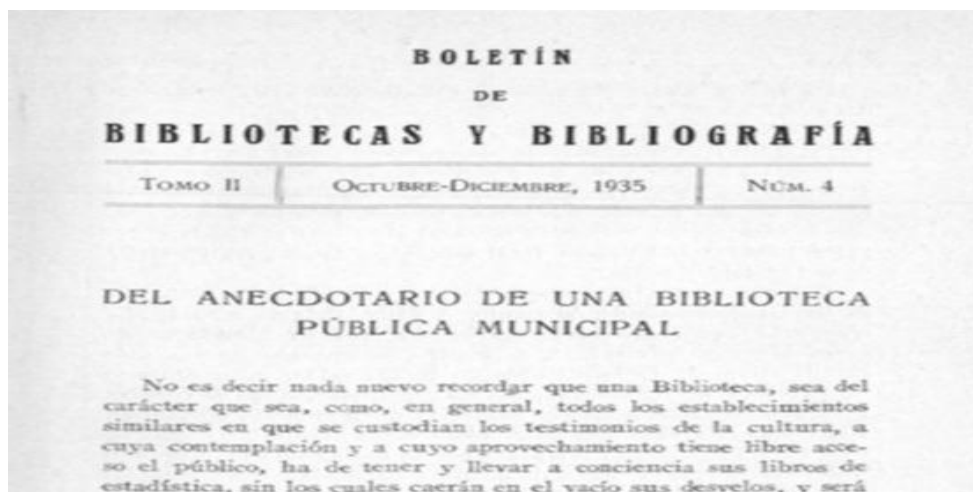 BOLETÍN
DE
BIBLIOTECAS Y BIBLIOGRAFÍA
TOMO II OCTUBRE-DICIEMBRE, 1935 NÚM. 4
DEL ANECDOTARIO DE UNA BIBLIOTECA
PÚBLICA MUNICIPAL
No es decir nada nuevo recordar que una Biblioteca, sea del
carácter que sea, como, en general, todos los establecimientos
similares en que se custodian los testimonios de la cultura, a
cuya contemplación y a cuyo aprovechamiento tiene libre acce-
so el público, ha de tener y llevar a conciencia sus libros de
estadística, sin los cuales caerán en el vacío sus desvelos, y será